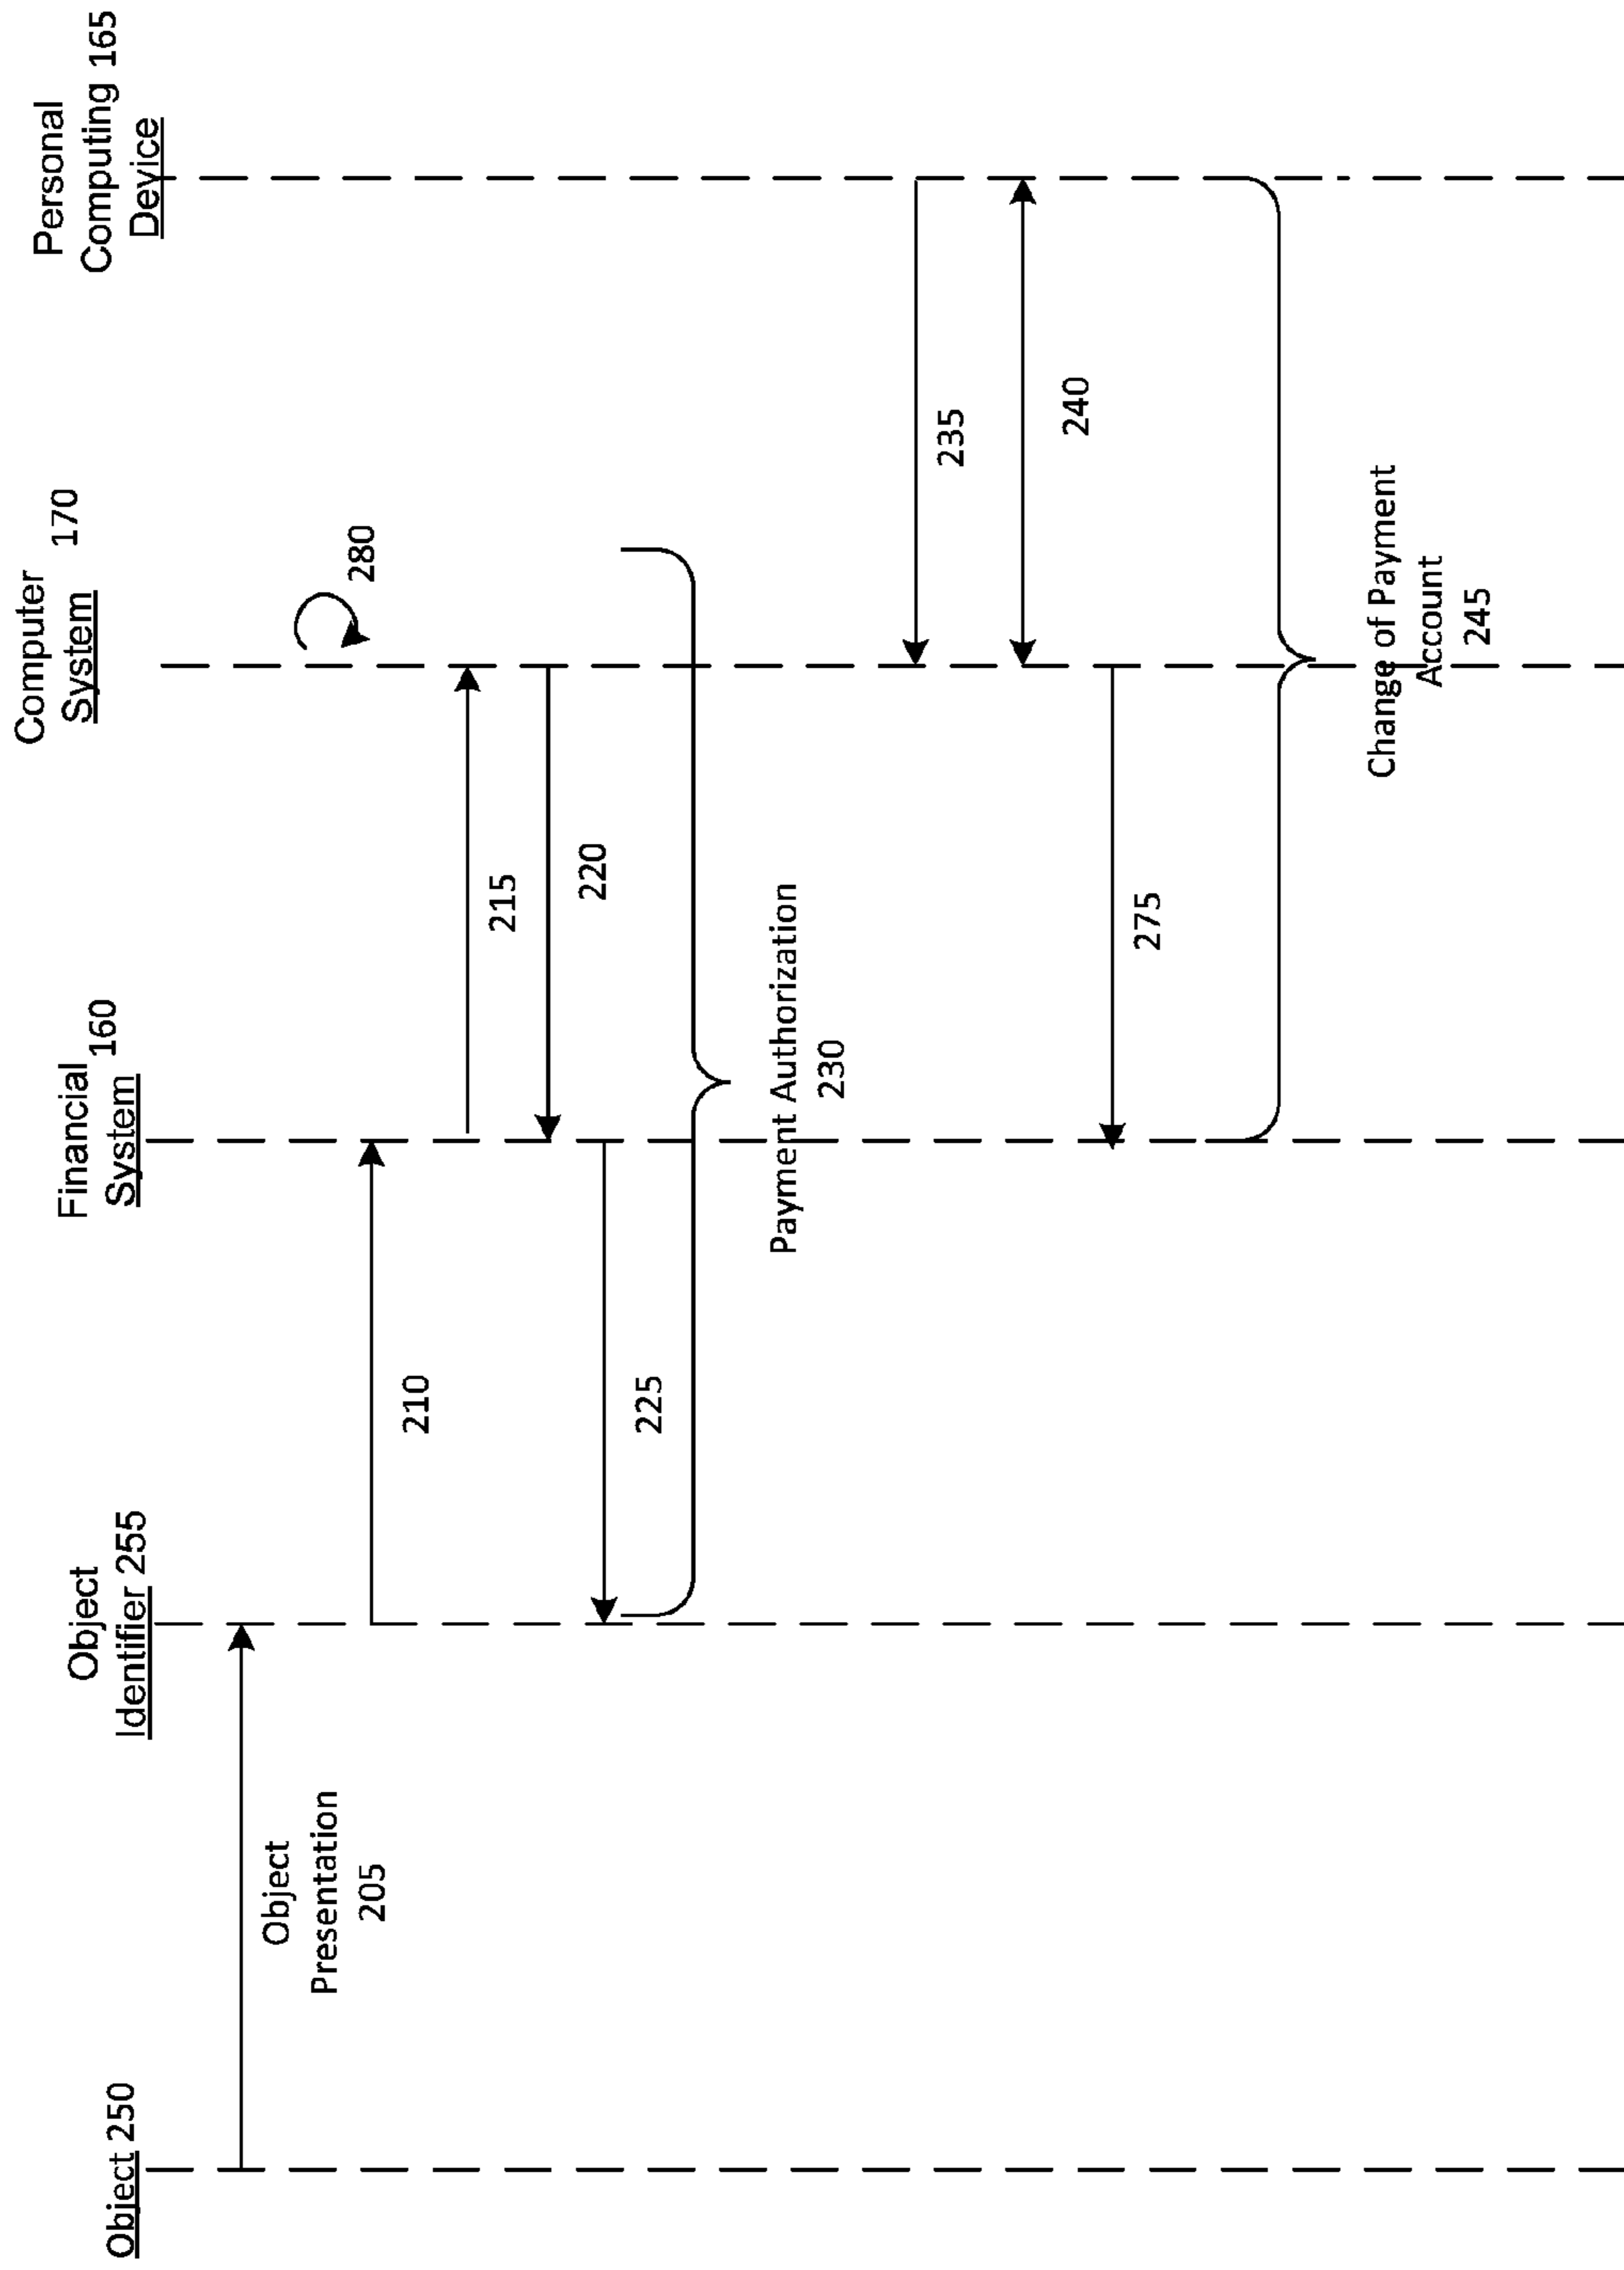 Object 250
Object
Identifier 255
Financial
System 160
Computer
System 170
Personal
Computing 165
Device
Object
Presentation
205
280
210
215
220
225
Payment Authorization
230
235
240
275
Change of Payment
Account
245